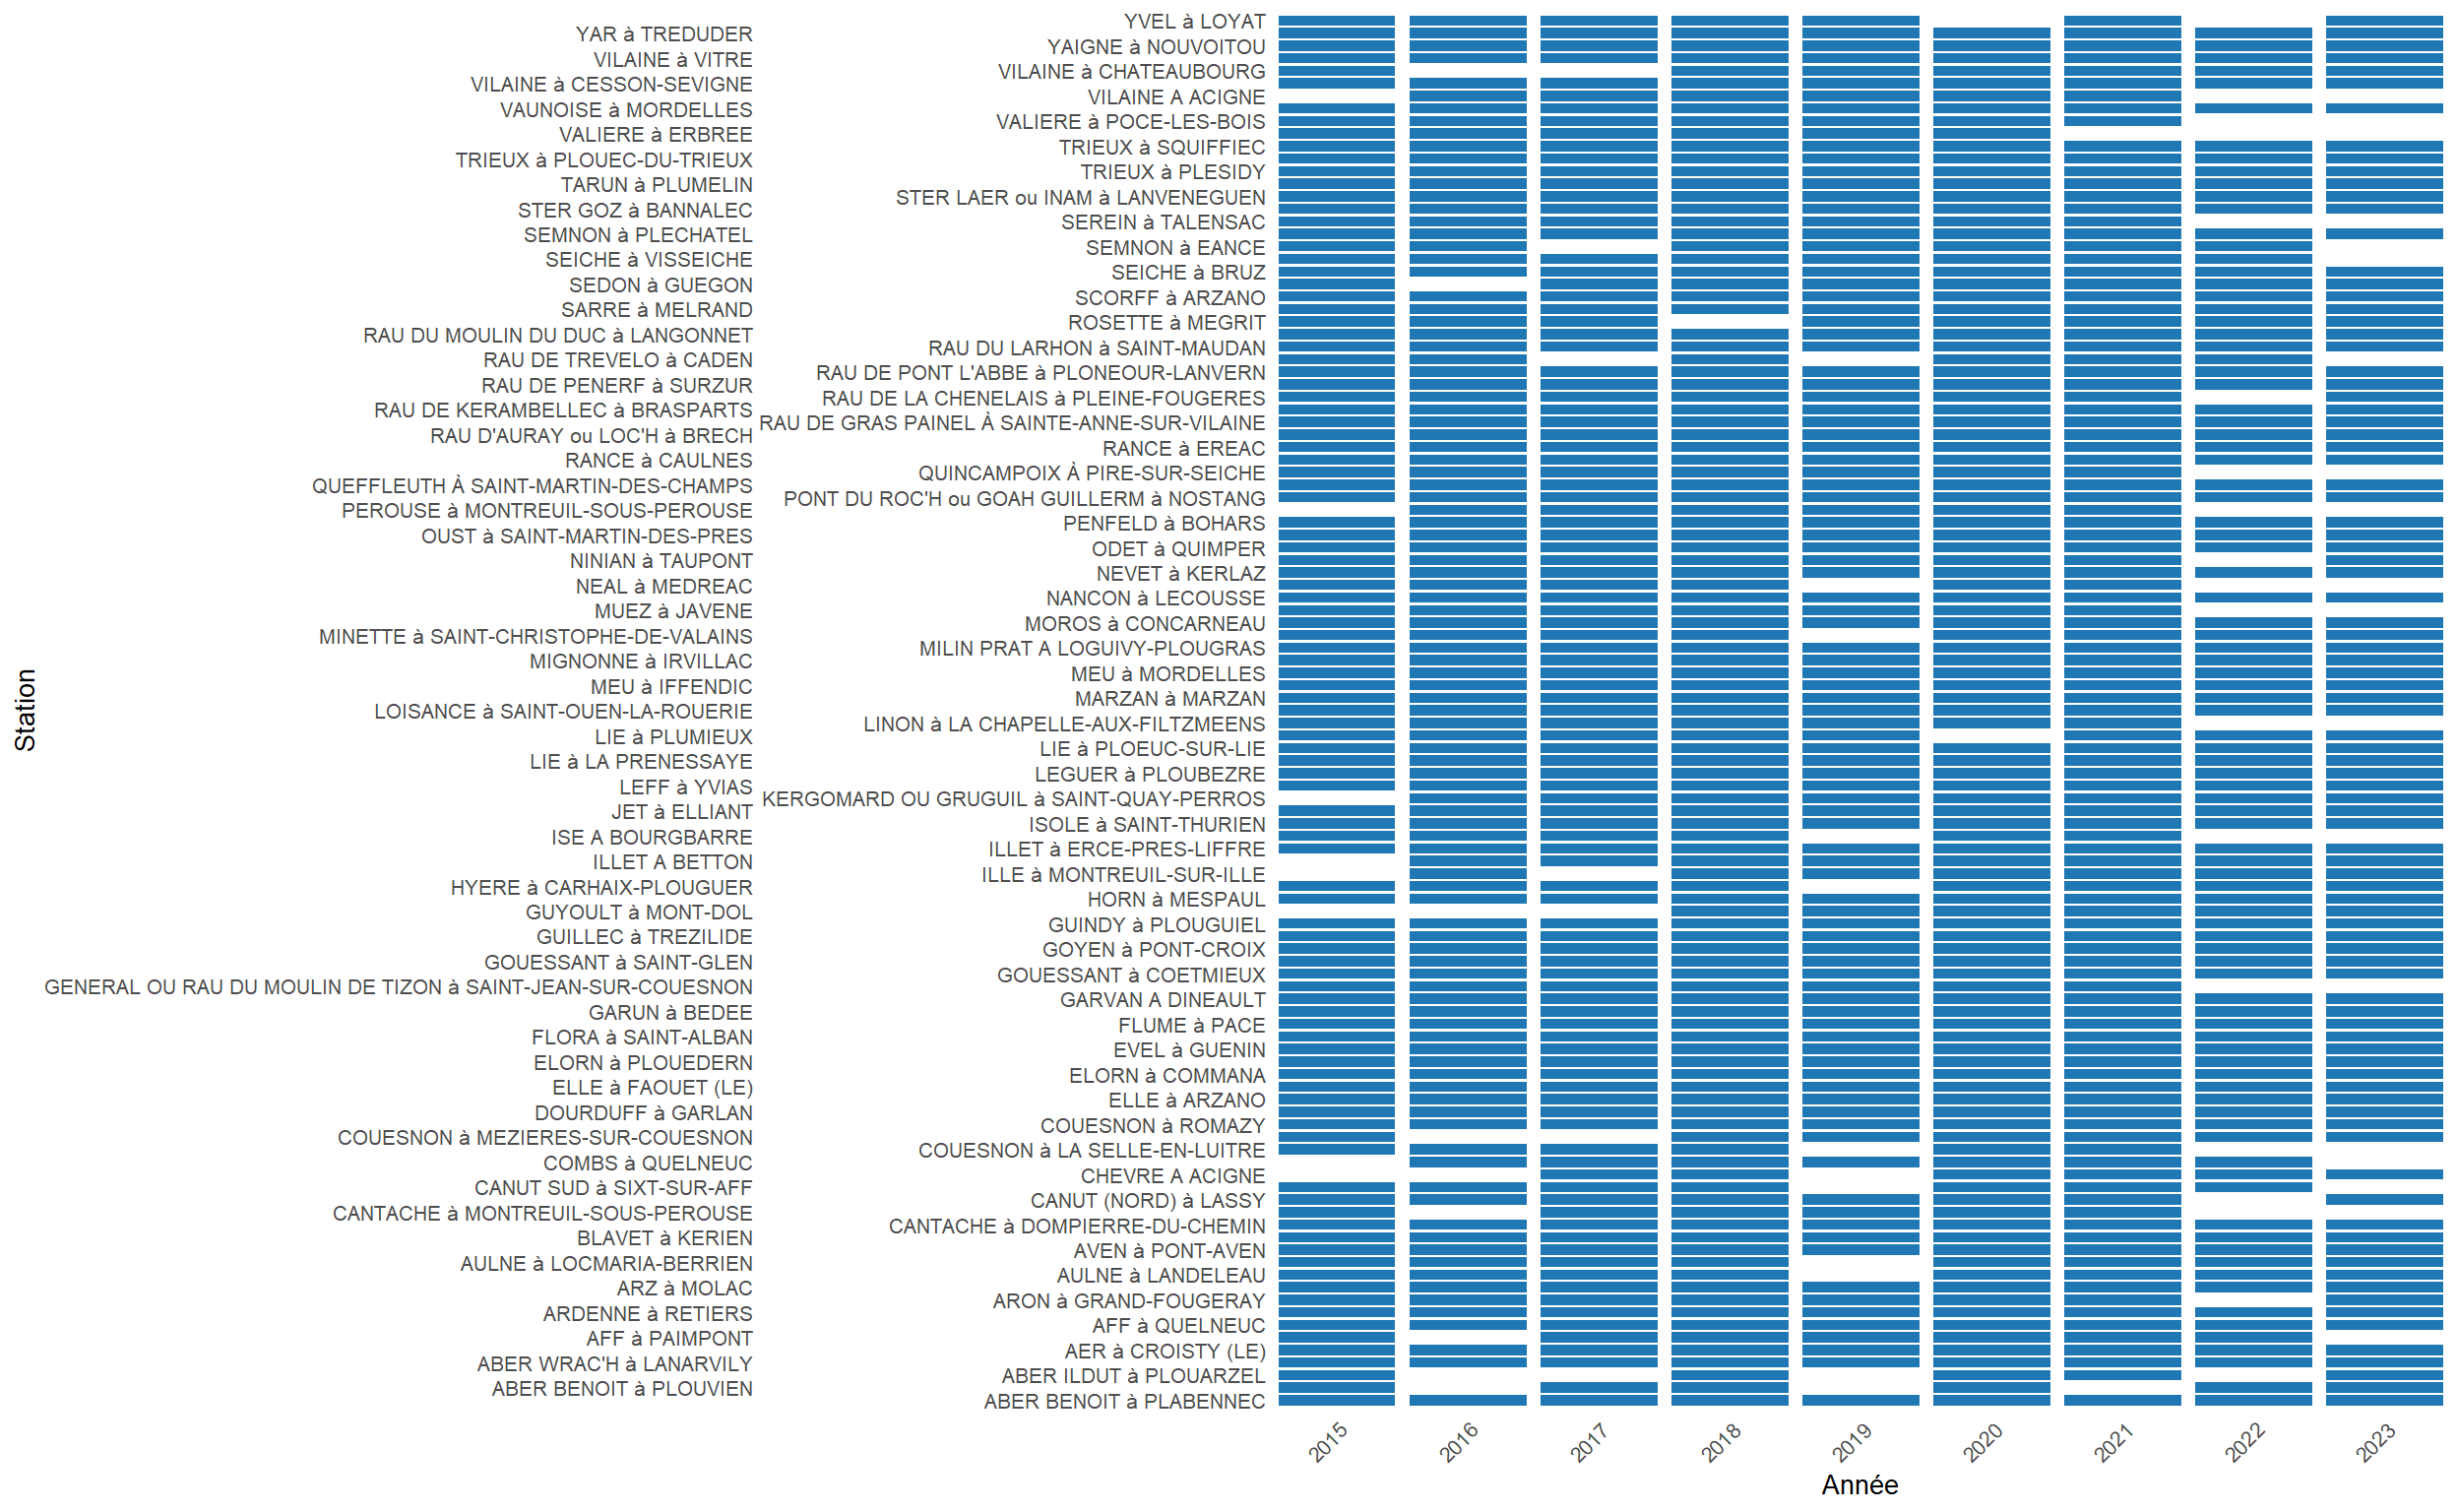 YVEL à LOYAT
YAR à TREDUDER
YAIGNE à NOUVOITOU
VILAINE à VITRE
VILAINE à CHATEAUBOURG
VILAINE à CESSON-SEVIGNE
VILAINE A ACIGNE
VAUNOISE à MORDELLES
VALIERE à POCE-LES-BOIS
VALIERE à ERBREE
TRIEUX à SQUIFFIEC
TRIEUX à PLOUEC-DU-TRIEUX
TRIEUX à PLESIDY
TARUN à PLUMELIN
STER LAER ou INAM à LANVENEGUEN
STER GOZ à BANNALEC
SEREIN à TALENSAC
SEMNON à PLECHATEL
SEMNON à EANCE
SEICHE à VISSEICHE
SEICHE à BRUZ
SEDON à GUEGON
SCORFF à ARZANO
SARRE à MELRAND
ROSETTE à MEGRIT
RAU DU MOULIN DU DUC à LANGONNET
RAU DU LARHON à SAINT-MAUDAN
RAU DE TREVELO à CADEN
RAU DE PONT L'ABBE à PLONEOUR-LANVERN
RAU DE PENERF à SURZUR
RAU DE LA CHENELAIS à PLEINE-FOUGERES
RAU DE KERAMBELLEC à BRASPARTS
RAU DE GRAS PAINEL À SAINTE-ANNE-SUR-VILAINE
RAU D'AURAY ou LOC'H à BRECH
RANCE à EREAC
RANCE à CAULNES
QUINCAMPOIX À PIRE-SUR-SEICHE
QUEFFLEUTH À SAINT-MARTIN-DES-CHAMPS
PONT DU ROC'H ou GOAH GUILLERM à NOSTANG
PEROUSE à MONTREUIL-SOUS-PEROUSE
PENFELD à BOHARS
OUST à SAINT-MARTIN-DES-PRES
ODET à QUIMPER
NINIAN à TAUPONT
NEVET à KERLAZ
NEAL à MEDREAC
NANCON à LECOUSSE
MUEZ à JAVENE
MOROS à CONCARNEAU
MINETTE à SAINT-CHRISTOPHE-DE-VALAINS
MILIN PRAT A LOGUIVY-PLOUGRAS
MIGNONNE à IRVILLAC
MEU à MORDELLES
MEU à IFFENDIC
MARZAN à MARZAN
LOISANCE à SAINT-OUEN-LA-ROUERIE
LINON à LA CHAPELLE-AUX-FILTZMEENS
LIE à PLUMIEUX
LIE à PLOEUC-SUR-LIE
LIE à LA PRENESSAYE
LEGUER à PLOUBEZRE
LEFF à YVIAS
KERGOMARD OU GRUGUIL à SAINT-QUAY-PERROS
JET à ELLIANT
ISOLE à SAINT-THURIEN
ISE A BOURGBARRE
ILLET à ERCE-PRES-LIFFRE
ILLET A BETTON
ILLE à MONTREUIL-SUR-ILLE
HYERE à CARHAIX-PLOUGUER
HORN à MESPAUL
GUYOULT à MONT-DOL
GUINDY à PLOUGUIEL
GUILLEC à TREZILIDE
GOYEN à PONT-CROIX
GOUESSANT à SAINT-GLEN
GOUESSANT à COETMIEUX
GENERAL OU RAU DU MOULIN DE TIZON à SAINT-JEAN-SUR-COUESNON
GARVAN A DINEAULT
GARUN à BEDEE
FLUME à PACE
FLORA à SAINT-ALBAN
EVEL à GUENIN
ELORN à PLOUEDERN
ELORN à COMMANA
ELLE à FAOUET (LE)
ELLE à ARZANO
DOURDUFF à GARLAN
COUESNON à ROMAZY
COUESNON à MEZIERES-SUR-COUESNON
COUESNON à LA SELLE-EN-LUITRE
COMBS à QUELNEUC
CHEVRE A ACIGNE
CANUT SUD à SIXT-SUR-AFF
CANUT (NORD) à LASSY
CANTACHE à MONTREUIL-SOUS-PEROUSE
CANTACHE à DOMPIERRE-DU-CHEMIN
BLAVET à KERIEN
AVEN à PONT-AVEN
AULNE à LOCMARIA-BERRIEN
AULNE à LANDELEAU
ARZ à MOLAC
ARON à GRAND-FOUGERAY
ARDENNE à RETIERS
AFF à QUELNEUC
AFF à PAIMPONT
AER à CROISTY (LE)
ABER WRAC'H à LANARVILY
ABER ILDUT à PLOUARZEL
ABER BENOIT à PLOUVIEN
ABER BENOIT à PLABENNEC
Station
2015
2016
2017
2018
2019
2020
2021
2022
2023
Année